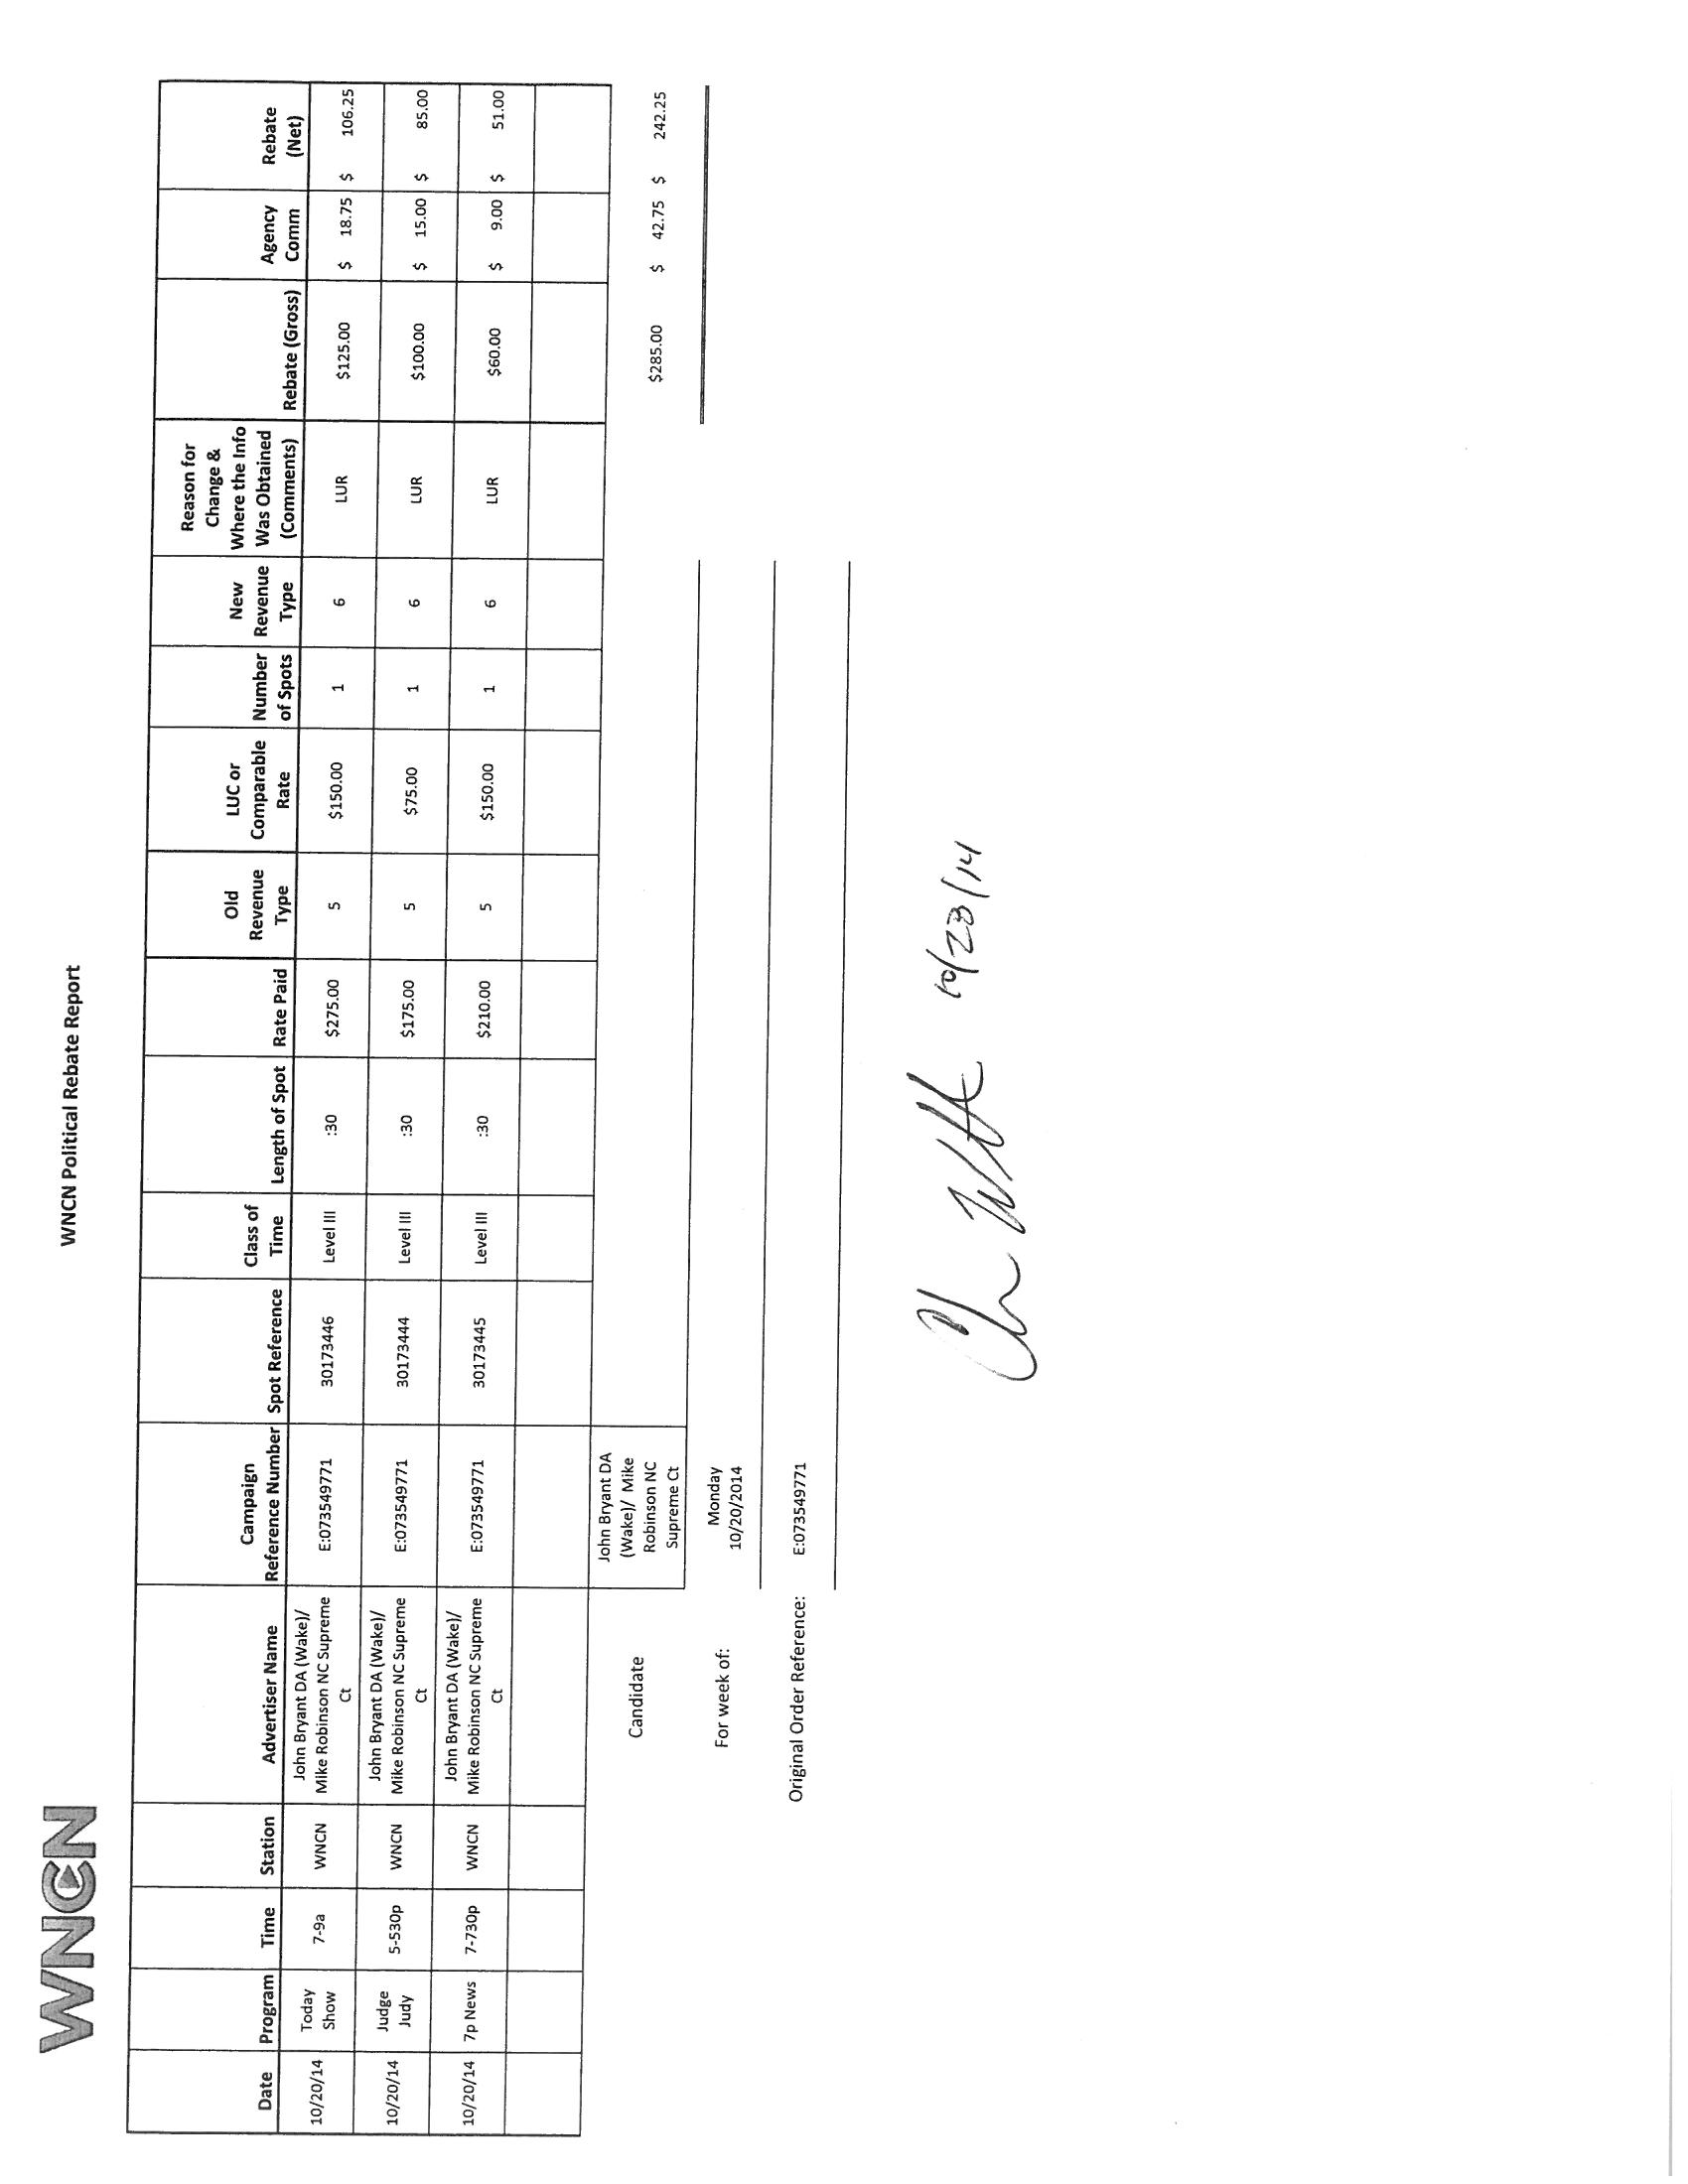 WNCN
WNCN Political Rebate Report
Date Program Time Station Advertiser Name Campaign Reference Number Spot Reference Class of Time Length of Spot Rate Paid Old Revenue Type LUC or Comparable Rate Number of Spots New Revenue Type Reason for Change & Where the Info Was Obtained (Comments) Rebate (Gross) Agency Comm Rebate (Net)
10/20/14 Today Show 7-9a WNCN John Bryant DA (Wake)/ Mike Robinson NC Supreme Ct E:073549771 30173446 Level III :30 $275.00 5 $150.00 1 6 LUR $125.00 $ 18.75 $ 106.25
10/20/14 Judge Judy 5-530p WNCN John Bryant DA (Wake)/ Mike Robinson NC Supreme Ct E:073549771 30173444 Level III :30 $175.00 5 $75.00 1 6 LUR $100.00 $ 15.00 $ 85.00
10/20/14 7p News 7-730p WNCN John Bryant DA (Wake)/ Mike Robinson NC Supreme Ct E:073549771 30173445 Level III :30 $210.00 5 $150.00 1 6 LUR $60.00 $ 9.00 $ 51.00
Candidate John Bryant DA (Wake)/ Mike Robinson NC Supreme Ct $285.00 $ 42.75 $ 242.25
For week of: Monday 10/20/2014
Original Order Reference: E:073549771
10/23/14